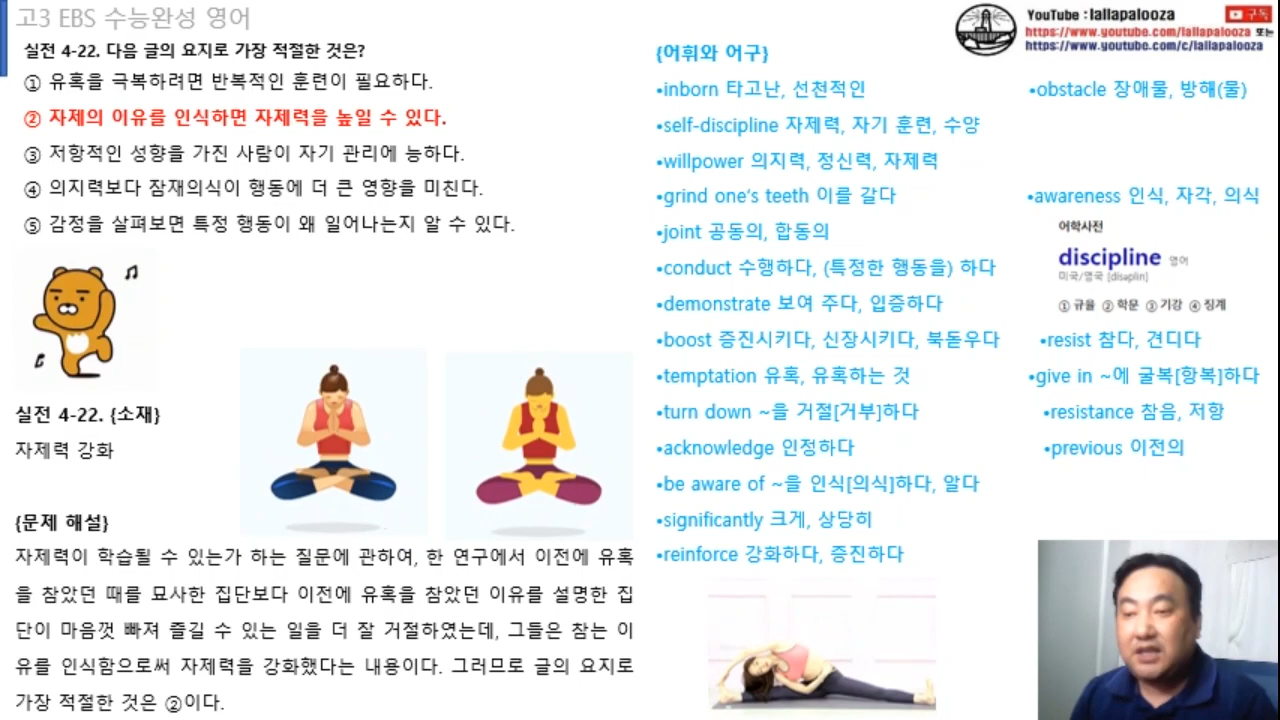 고3 EBS 수능완성 영어
실전 4-22. 다음 글의 요지로 가장 적절한 것은?
① 유혹을 극복하려면 반복적인 훈련이 필요하다.
② 자제의 이유를 인식하면 자제력을 높일 수 있다.
③ 저항적인 성향을 가진 사람이 자기 관리에 능하다.
④ 의지력보다 잠재의식이 행동에 더 큰 영향을 미친다.
⑤ 감정을 살펴보면 특정 행동이 왜 일어나는지 알 수 있다.
실전 4-22. {소재}
자제력 강화
{문제 해설}
자제력이 학습될 수 있는가 하는 질문에 관하여, 한 연구에서 이전에 유혹
을 참았던 때를 묘사한 집단보다 이전에 유혹을 참았던 이유를 설명한 집
단이 마음껏 빠져 즐길 수 있는 일을 더 잘 거절하였는데, 그들은 참는 이
유를 인식함으로써 자제력을 강화했다는 내용이다. 그러므로 글의 요지로
가장 적절한 것은 ②이다.
{어휘와 어구}
•inborn 타고난, 선천적인
•self-discipline 자제력, 자기 훈련, 수양
•willpower 의지력, 정신력, 자제력
•grind one's teeth 이를 갈다
•joint 공동의, 합동의
•conduct 수행하다, (특정한 행동을) 하다
•demonstrate 보여 주다, 입증하다
•boost 증진시키다, 신장시키다, 북돋우다
•temptation 유혹, 유혹하는 것
•turn down ~을 거절[거부]하다
•acknowledge 인정하다
•be aware of ~을 인식[의식]하다, 알다
•significantly 크게, 상당히
•reinforce 강화하다, 증진하다
YouTube : lallapalooza
구독
https://www.youtube.com/lallapalooza 또는
https://www.youtube.com/c/lallapalooza
•obstacle 장애물, 방해(물)
•awareness 인식, 자각, 의식
어학사전
discipline 영어
미국/영국 [disəplin]
① 규율 ② 학문 ③ 기강 ④ 징계
•resist 참다, 견디다
•give in ~에 굴복[항복]하다
•resistance 참음, 저항
•previous 이전의